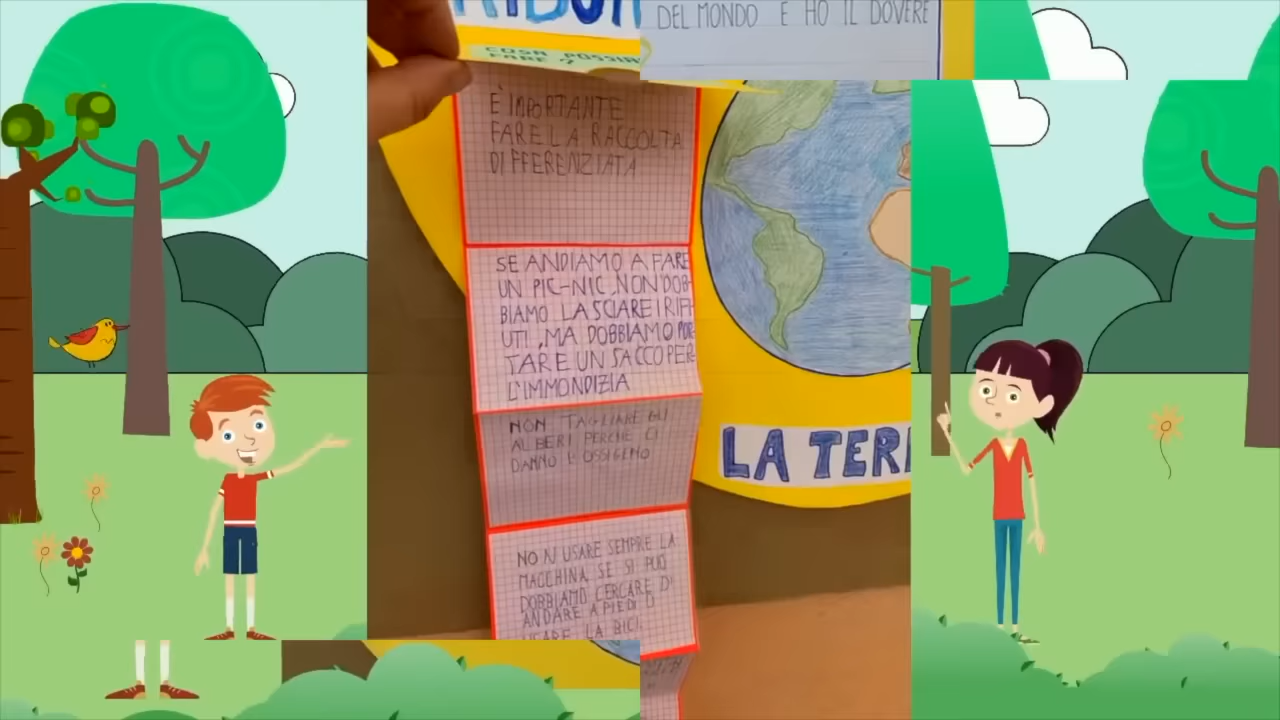 DEL MONDO E HO IL DOVERE
COSA POSSIA
FARE?
È IMPORTANTE
FARE LA RACCOLTA
DIFFERENZIATA
SE ANDIAMO A FARE
UN PIC-NIC, NON DOB-
BIAMO LASCIARE I RIFI-
UTI, MA DOBBIAMO POR-
TARE UN SACCO PER
L'IMMONDIZIA
NON TAGLIARE GLI
ALBERI PERCHÈ CI
DANNO L'OSSIGENO
NON USARE SEMPRE LA
MACCHINA SE SI PUÒ
DOBBIAMO CERCARE DI
ANDARE A PIEDI O
USARE LA BICI
LA TERR